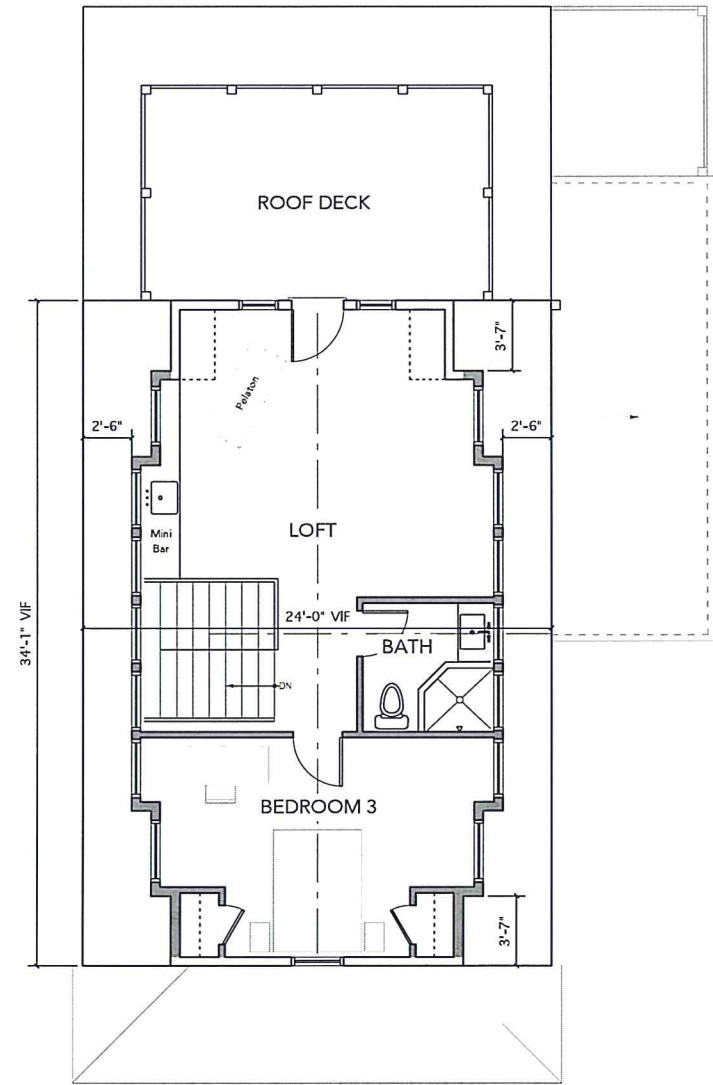 ROOF DECK
3'-7"
Pelaton
2'-6"
2'-6"
LOFT
Mini
Bar
34'-1" VIF
24'-0" VIF
BATH
DN
BEDROOM 3
3'-7"